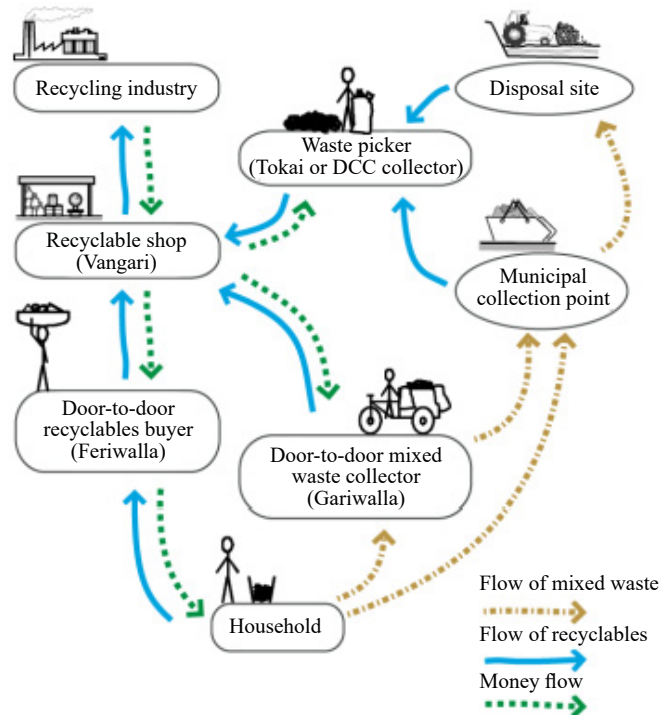 Recycling industry
Disposal site
Waste picker
(Tokai or DCC collector)
Recyclable shop
(Vangari)
Municipal
collection point
Door-to-door
recyclables buyer
(Feriwalla)
Door-to-door mixed
waste collector
(Gariwalla)
Household
Flow of mixed waste
Flow of recyclables
Money flow